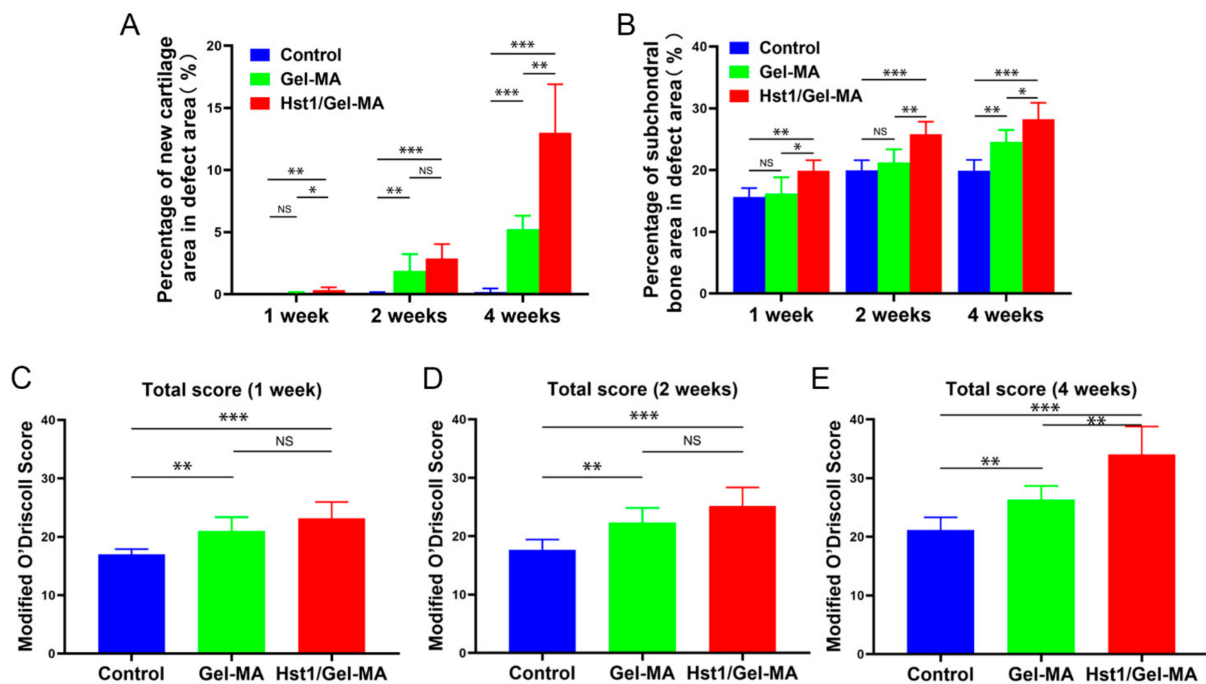 A
Percentage of new cartilage
area in defect area( % )
20
15
10
5
0
Control
Gel-MA
Hst1/Gel-MA
**
NS
*
***
**
NS
***
***
**
1 week
2 weeks
4 weeks
B
Percentage of subchondral
bone area in defect area( % )
40
30
20
10
0
Control
Gel-MA
Hst1/Gel-MA
**
NS
*
***
NS
**
***
**
*
1 week
2 weeks
4 weeks
C
Total score (1 week)
Modified O'Driscoll Score
40
30
20
10
0
***
NS
**
Control
Gel-MA
Hst1/Gel-MA
D
Total score (2 weeks)
Modified O'Driscoll Score
40
30
20
10
0
***
NS
**
Control
Gel-MA
Hst1/Gel-MA
E
Total score (4 weeks)
Modified O'Driscoll Score
40
30
20
10
0
***
**
**
Control
Gel-MA
Hst1/Gel-MA